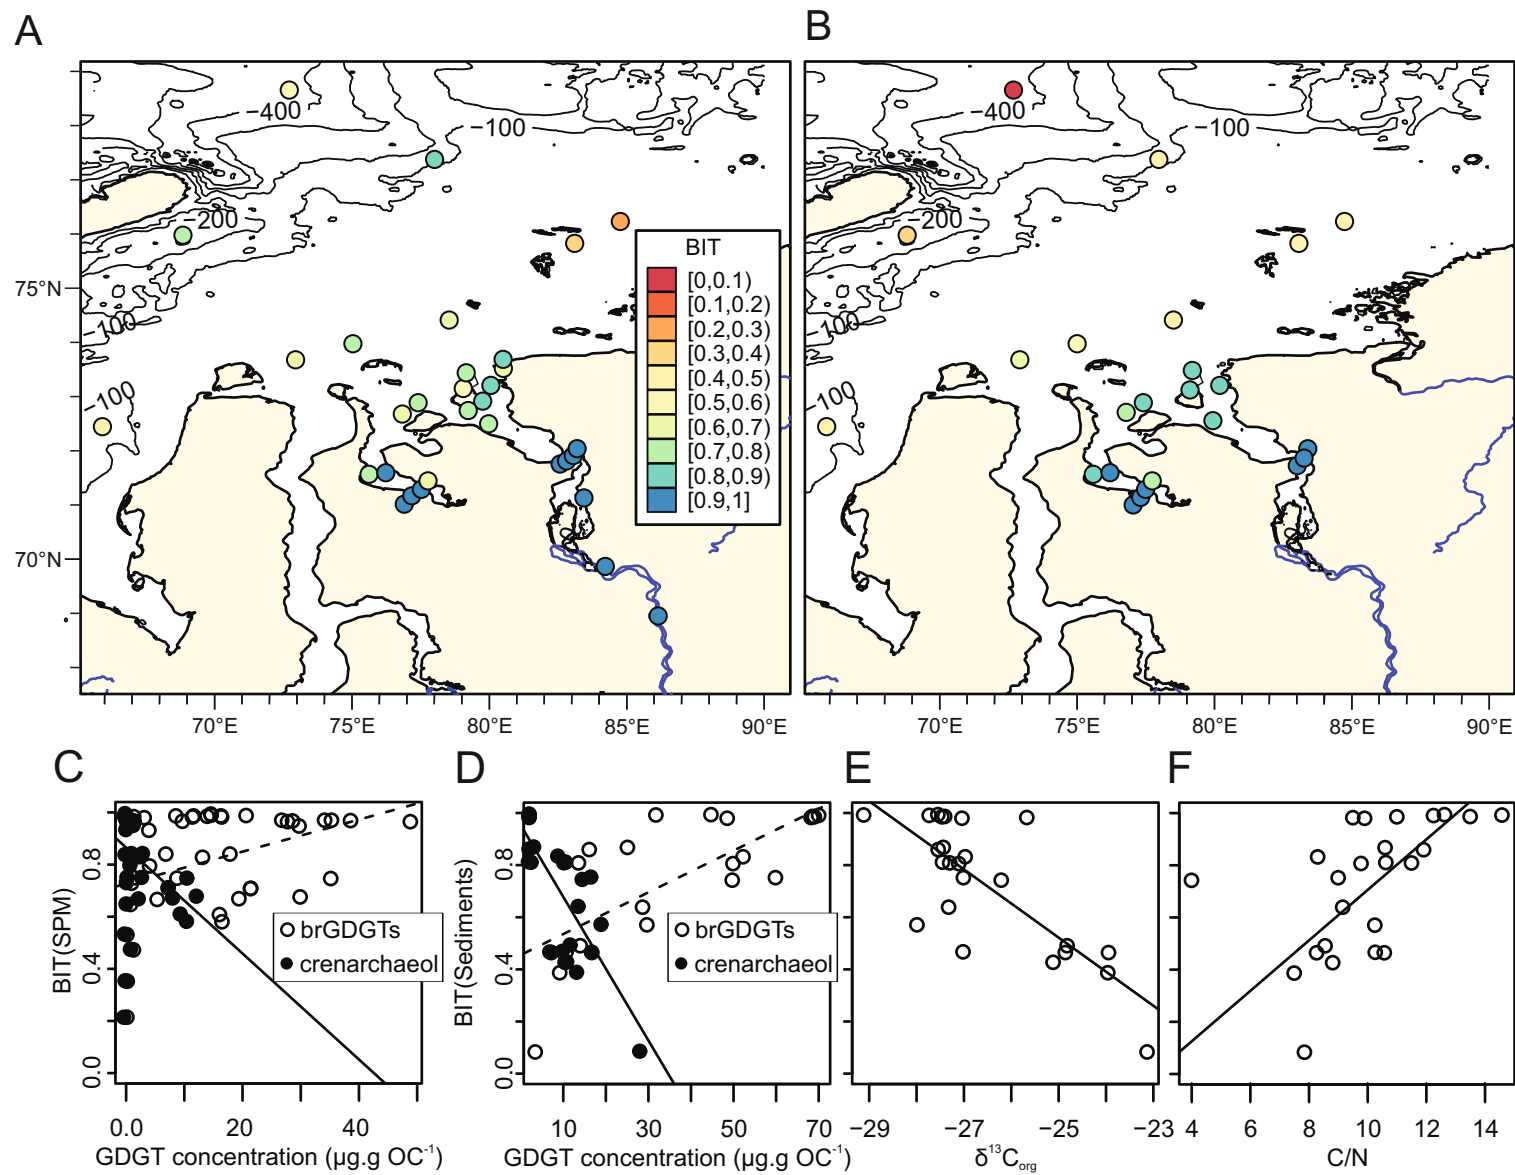 A
B
−400
−100
−200
−100
−100
75°N
70°N
70°E
75°E
80°E
85°E
90°E
BIT
[0,0.1)
[0.1,0.2)
[0.2,0.3)
[0.3,0.4)
[0.4,0.5)
[0.5,0.6)
[0.6,0.7)
[0.7,0.8)
[0.8,0.9)
[0.9,1]
−400
−100
−200
−100
−100
70°E
75°E
80°E
85°E
90°E
C
BIT(SPM)
0.8
0.4
0.0
brGDGTs
crenarchaeol
0.0
20
40
GDGT concentration (µg.g OC⁻¹)
D
BIT(Sediments)
0.8
0.4
0.0
brGDGTs
crenarchaeol
10
30
50
70
GDGT concentration (µg.g OC⁻¹)
E
−29
−27
−25
−23
δ¹³Corg
F
4
6
8
10
12
14
C/N